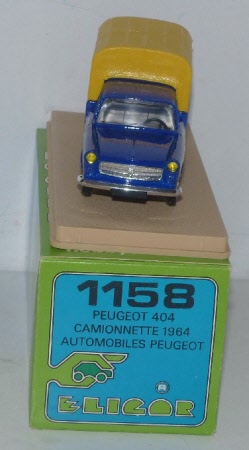 1158
PEUGEOT 404
CAMIONNETTE 1964
AUTOMOBILES PEUGEOT
ELIGOR